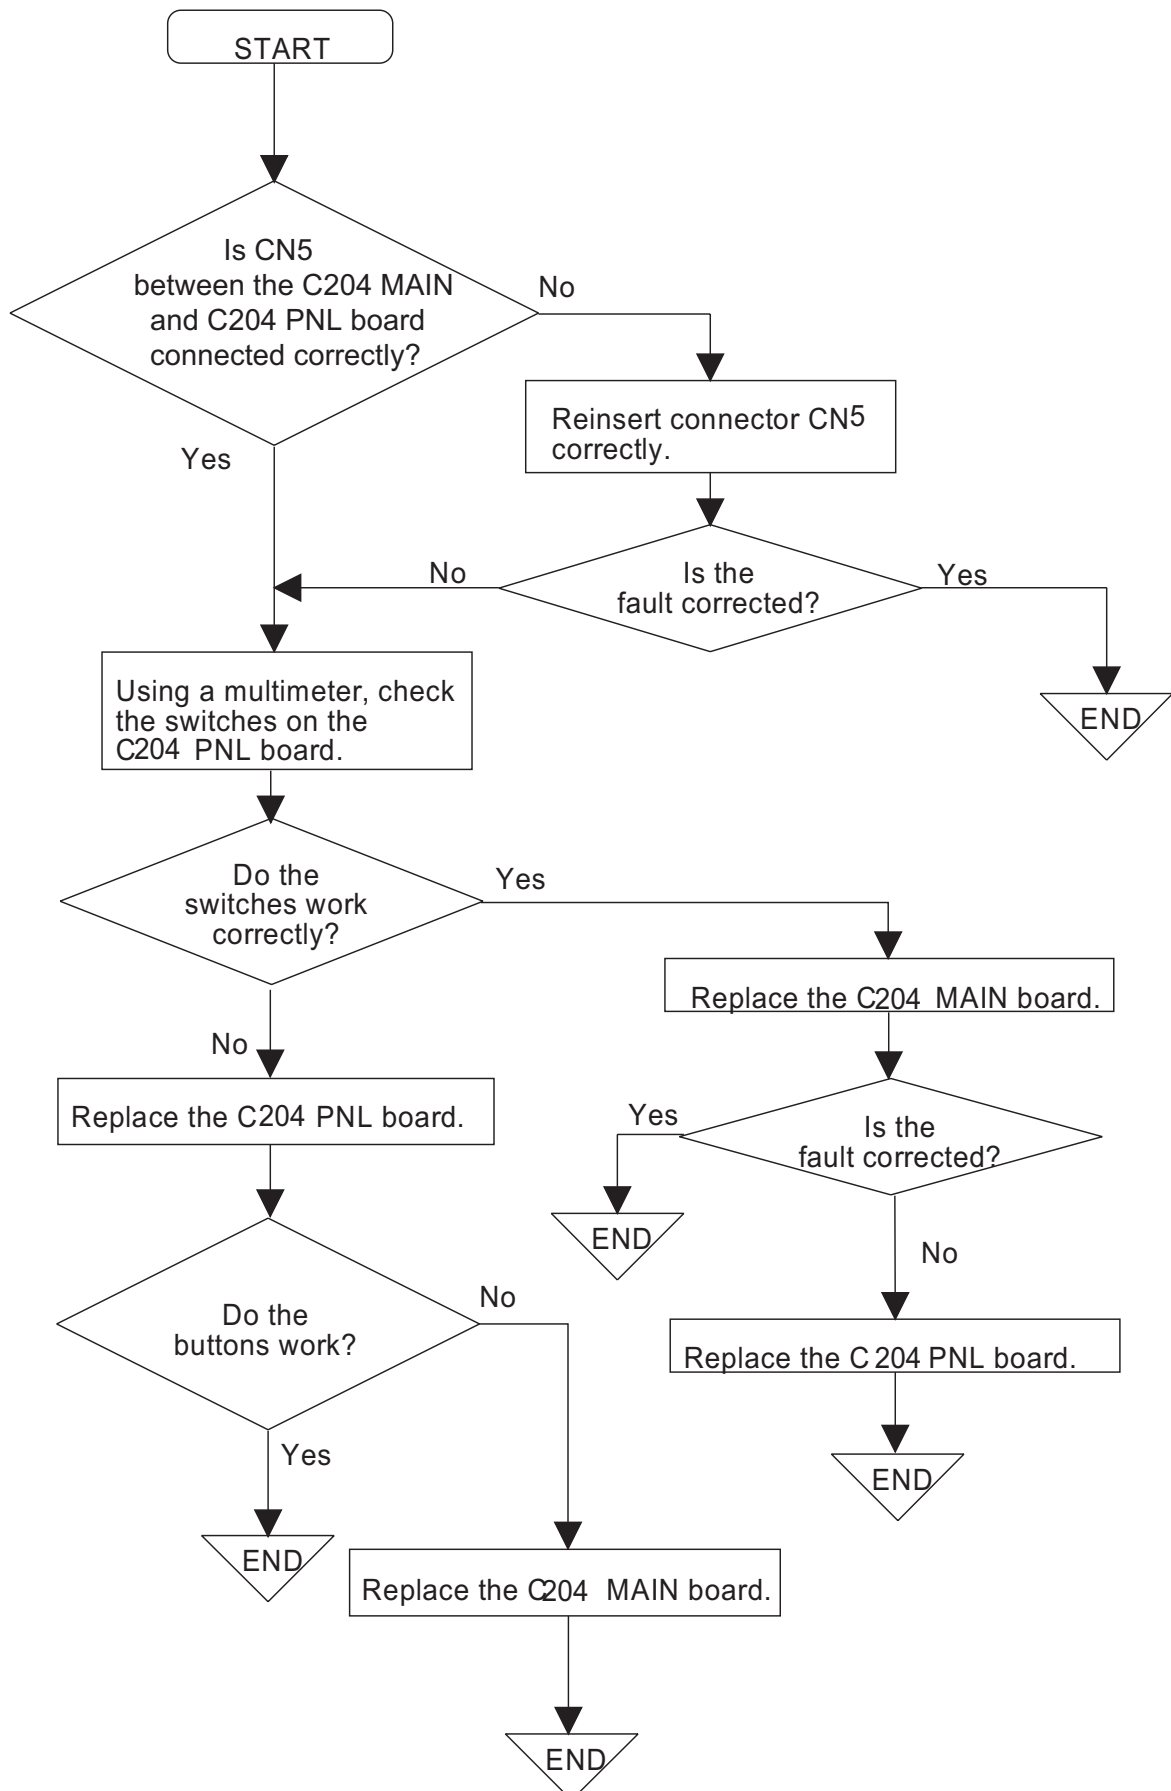 START
Is CN5
between the C204 MAIN
and C204 PNL board
connected correctly?
No
Yes
Reinsert connector CN5
correctly.
No
Is the
fault corrected?
Yes
END
Using a multimeter, check
the switches on the
C204 PNL board.
Do the
switches work
correctly?
Yes
No
Replace the C204 MAIN board.
Replace the C204 PNL board.
Yes
Is the
fault corrected?
END
No
Do the
buttons work?
No
Replace the C204 PNL board.
Yes
END
END
Replace the C204 MAIN board.
END